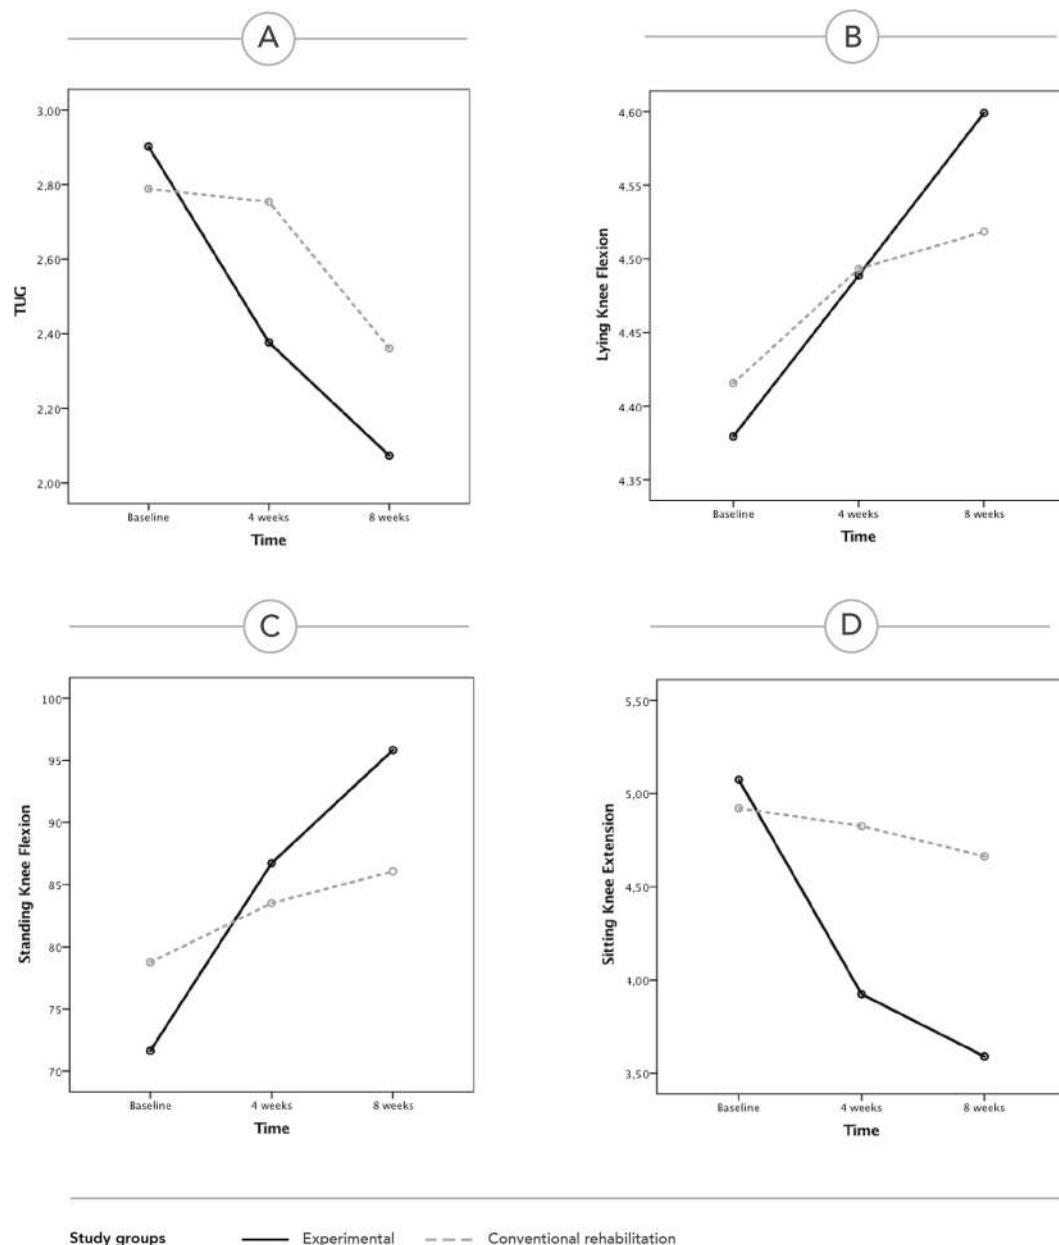 A
3,00
2,80
2,60
2,40
2,20
2,00
TUG
Baseline
4 weeks
8 weeks
Time
B
4.60
4.55
4.50
4.45
4.40
4.35
Lying Knee Flexion
Baseline
4 weeks
8 weeks
Time
C
100
95
90
85
80
75
70
Standing Knee Flexion
Baseline
4 weeks
8 weeks
Time
D
5,50
5,00
4,50
4,00
3,50
Sitting Knee Extension
Baseline
4 weeks
8 weeks
Time
Study groups Experimental Conventional rehabilitation